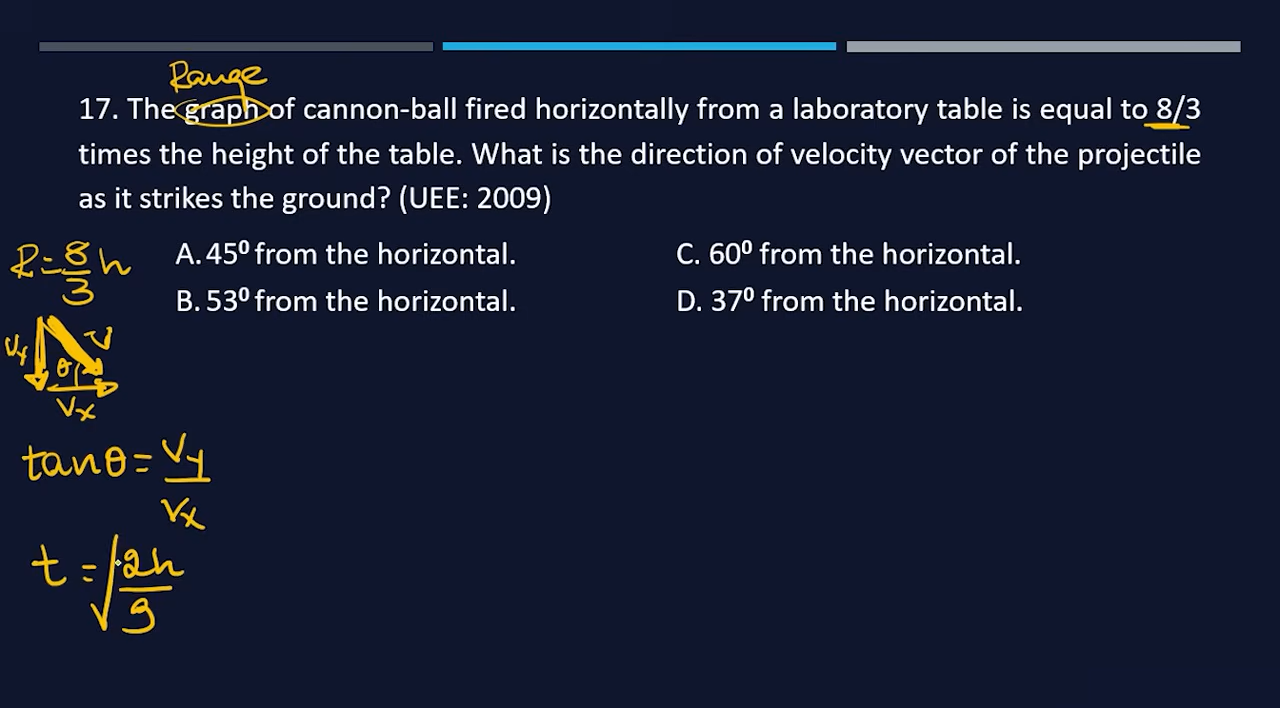 Range
17. The graph of cannon-ball fired horizontally from a laboratory table is equal to 8/3
times the height of the table. What is the direction of velocity vector of the projectile
as it strikes the ground? (UEE: 2009)
A. 45⁰ from the horizontal.
C. 60⁰ from the horizontal.
B. 53⁰ from the horizontal.
D. 37⁰ from the horizontal.
R = 8/3 h
Vy θ V
Vx
tanθ = Vy/Vx
t = √2h/g